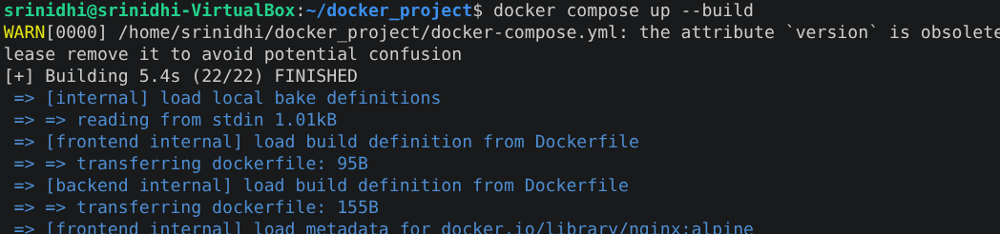 srinidhi@srinidhi-VirtualBox:~/docker_project$ docker compose up --build
WARN[0000] /home/srinidhi/docker_project/docker-compose.yml: the attribute `version` is obsolete
lease remove it to avoid potential confusion
[+] Building 5.4s (22/22) FINISHED
=> [internal] load local bake definitions
=> => reading from stdin 1.01kB
=> [frontend internal] load build definition from Dockerfile
=> => transferring dockerfile: 95B
=> [backend internal] load build definition from Dockerfile
=> => transferring dockerfile: 155B
=> [frontend internal] load metadata for docker.io/library/nginx:alpine